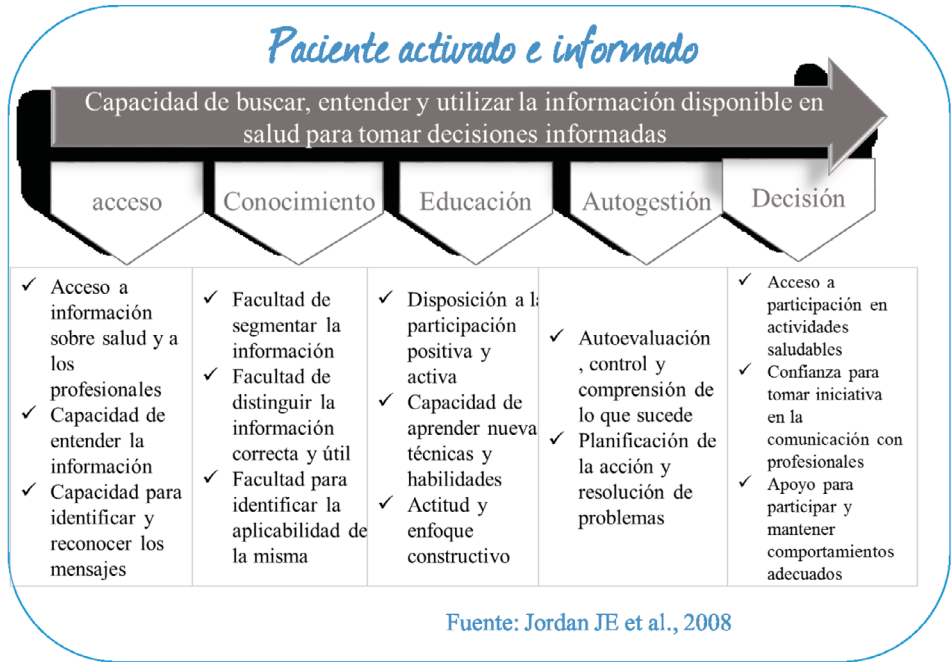 Paciente activado e informado
Capacidad de buscar, entender y utilizar la información disponible en
salud para tomar decisiones informadas
acceso
Conocimiento
Educación
Autogestión
Decisión
✓ Acceso a
información
sobre salud y a
los
profesionales
✓ Capacidad de
entender la
información
✓ Capacidad para
identificar y
reconocer los
mensajes
✓ Facultad de
segmentar la
información
✓ Facultad de
distinguir la
información
correcta y útil
✓ Facultad para
identificar la
aplicabilidad de
la misma
✓ Disposición a la
participación
positiva y
activa
✓ Capacidad de
aprender nueva
técnicas y
habilidades
✓ Actitud y
enfoque
constructivo
✓ Autoevaluación
, control y
comprensión de
lo que sucede
✓ Planificación de
la acción y
resolución de
problemas
✓ Acceso a
participación en
actividades
saludables
✓ Confianza para
tomar iniciativa
en la
comunicación con
profesionales
✓ Apoyo para
participar y
mantener
comportamientos
adecuados
Fuente: Jordan JE et al., 2008